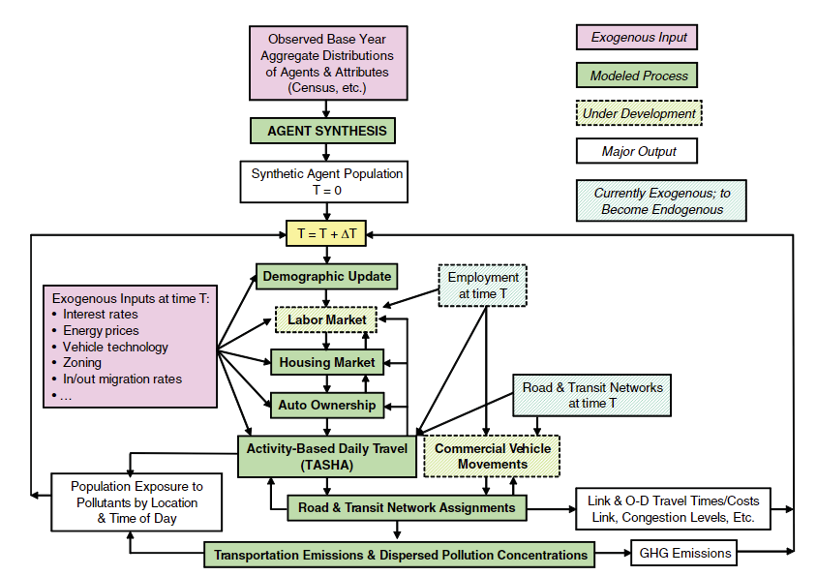 Observed Base Year
Aggregate Distributions
of Agents & Attributes
(Census, etc.)
AGENT SYNTHESIS
Synthetic Agent Population
T = 0
T = T + ΔT
Exogenous Input
Modeled Process
Under Development
Major Output
Currently Exogenous; to
Become Endogenous
Demographic Update
Labor Market
Housing Market
Auto Ownership
Employment
at time T
Exogenous Inputs at time T:
• Interest rates
• Energy prices
• Vehicle technology
• Zoning
• In/out migration rates
• ...
Road & Transit Networks
at time T
Activity-Based Daily Travel
(TASHA)
Commercial Vehicle
Movements
Population Exposure to
Pollutants by Location
& Time of Day
Road & Transit Network Assignments
Link & O-D Travel Times/Costs
Link, Congestion Levels, Etc.
Transportation Emissions & Dispersed Pollution Concentrations
GHG Emissions